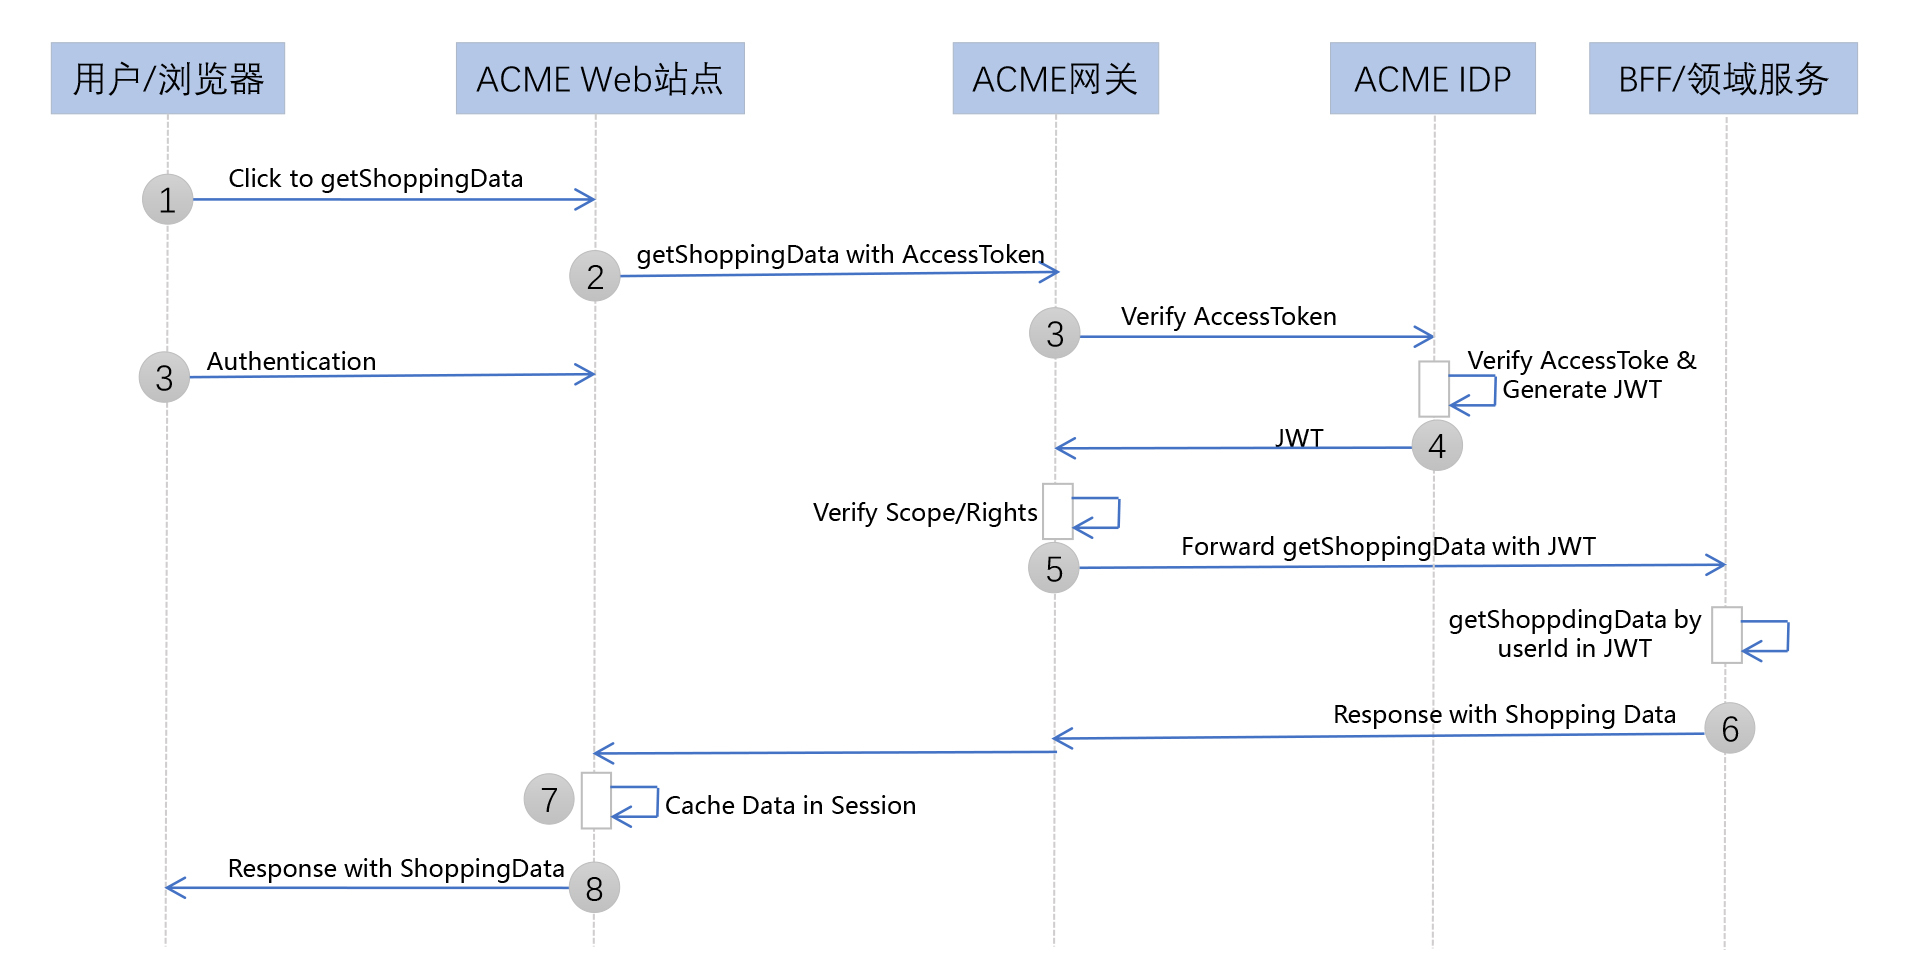 用户/浏览器
ACME Web站点
ACME网关
ACME IDP
BFF/领域服务
1
Click to getShoppingData
2
getShoppingData with AccessToken
3
Verify AccessToken
3
Authentication
Verify AccessToke &
Generate JWT
4
JWT
Verify Scope/Rights
5
Forward getShoppingData with JWT
getShoppdingData by
userId in JWT
6
Response with Shopping Data
7
Cache Data in Session
8
Response with ShoppingData